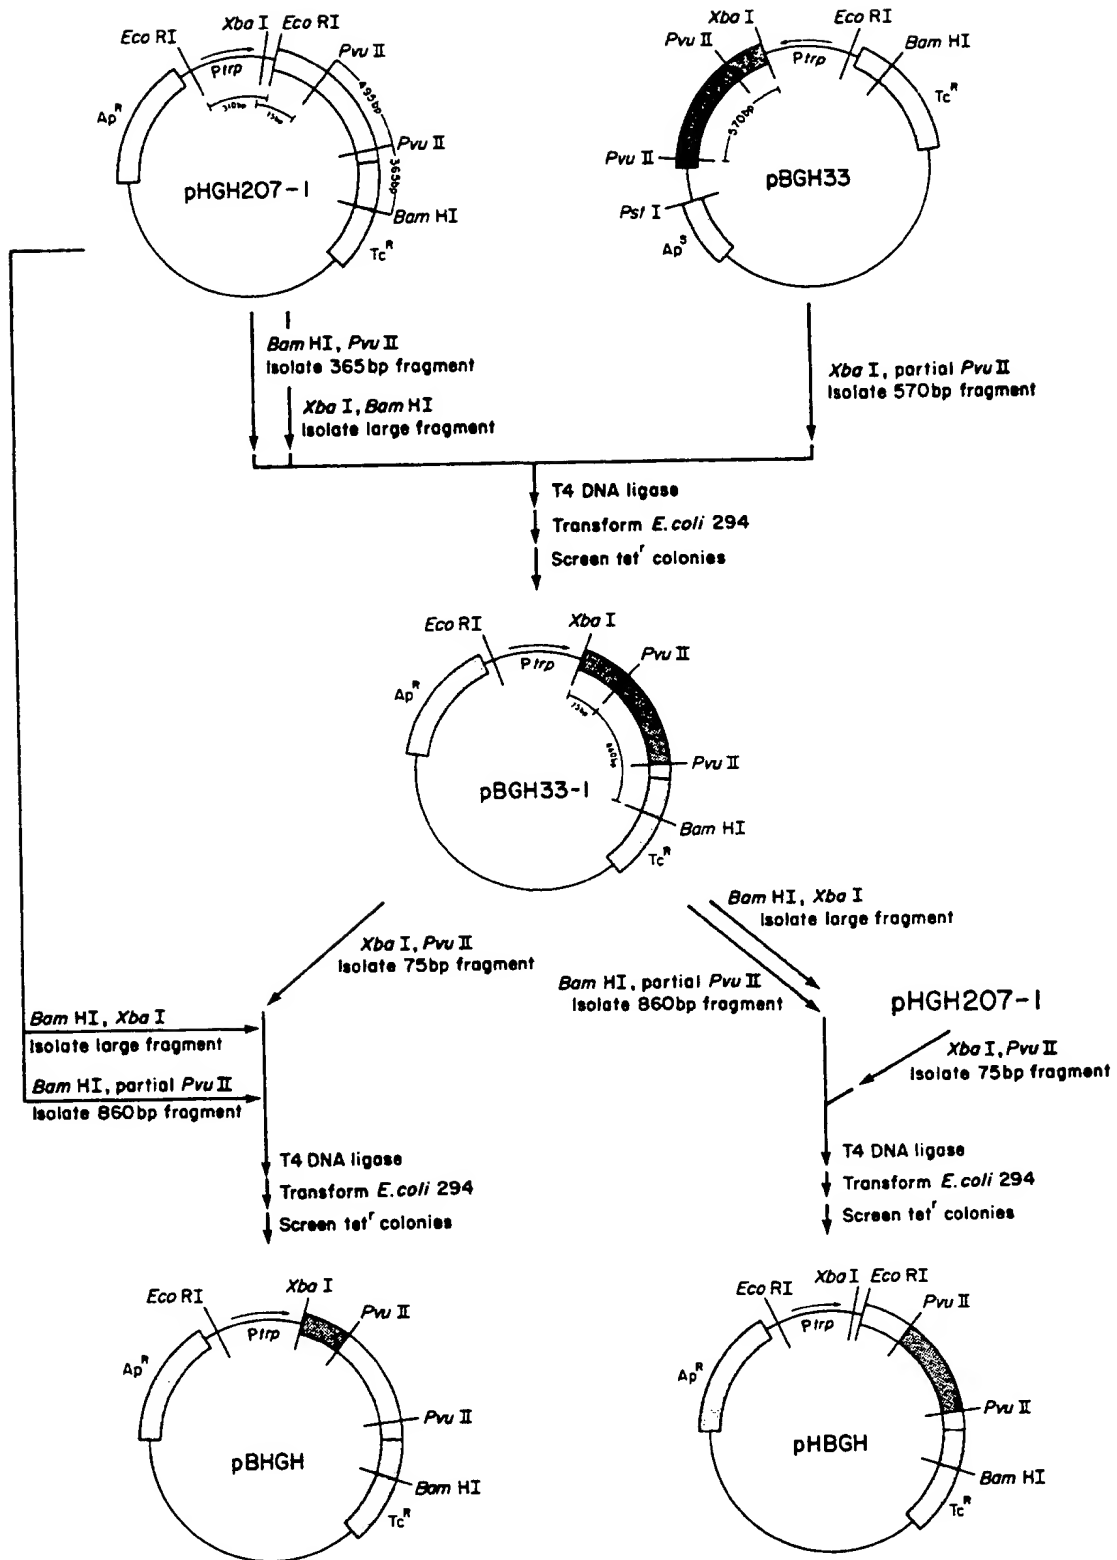 Eco RI
Xba I
Eco RI
Pvu II
Ptrp
Ap^R
310bp
75bp
495bp
Pvu II
365bp
pHGH207-1
Bam HI
Tc^R
Xba I
Pvu II
Eco RI
Bam HI
Ptrp
Tc^R
570bp
Pvu II
pBGH33
Pst I
Ap^S
Bam HI, Pvu II
Isolate 365bp fragment
Xba I, Bam HI
Isolate large fragment
Xba I, partial Pvu II
Isolate 570bp fragment
T4 DNA ligase
Transform E.coli 294
Screen tet^r colonies
Eco RI
Xba I
Pvu II
Ptrp
Ap^R
75bp
860bp
Pvu II
pBGH33-1
Bam HI
Tc^R
Bam HI, Xba I
Isolate large fragment
Xba I, Pvu II
Isolate 75bp fragment
Bam HI, partial Pvu II
Isolate 860bp fragment
pHGH207-1
Xba I, Pvu II
Isolate 75bp fragment
Bam HI, Xba I
Isolate large fragment
Bam HI, partial Pvu II
Isolate 860bp fragment
T4 DNA ligase
Transform E.coli 294
Screen tet^r colonies
T4 DNA ligase
Transform E.coli 294
Screen tet^r colonies
Eco RI
Xba I
Pvu II
Ptrp
Ap^R
Pvu II
pBHGH
Bam HI
Tc^R
Eco RI
Xba I
Eco RI
Pvu II
Ptrp
Ap^R
Pvu II
pHBGH
Bam HI
Tc^R